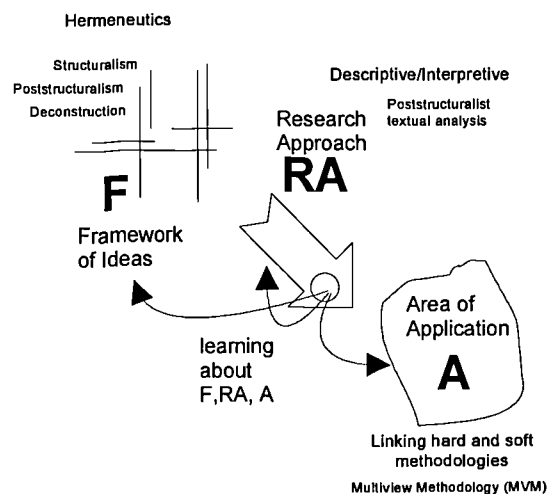 Hermeneutics
Structuralism
Poststructuralism
Deconstruction
F
Framework
of Ideas
Descriptive/Interpretive
Poststructuralist
textual analysis
Research
Approach
RA
learning
about
F,RA, A
Area of
Application
A
Linking hard and soft
methodologies
Multiview Methodology (MVM)